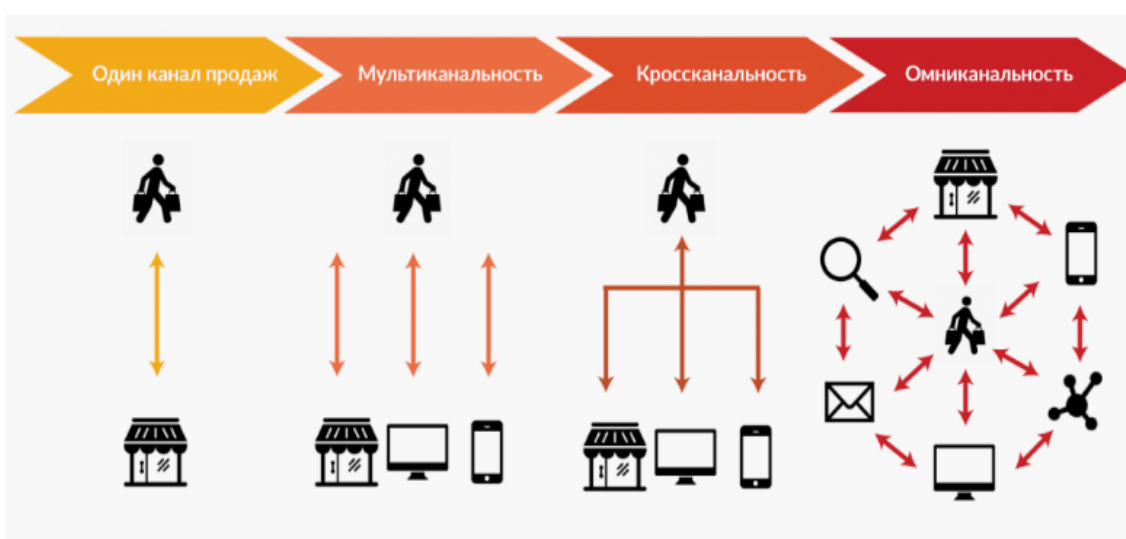 Один канал продаж
Мультиканальность
Кроссканальность
Омниканальность